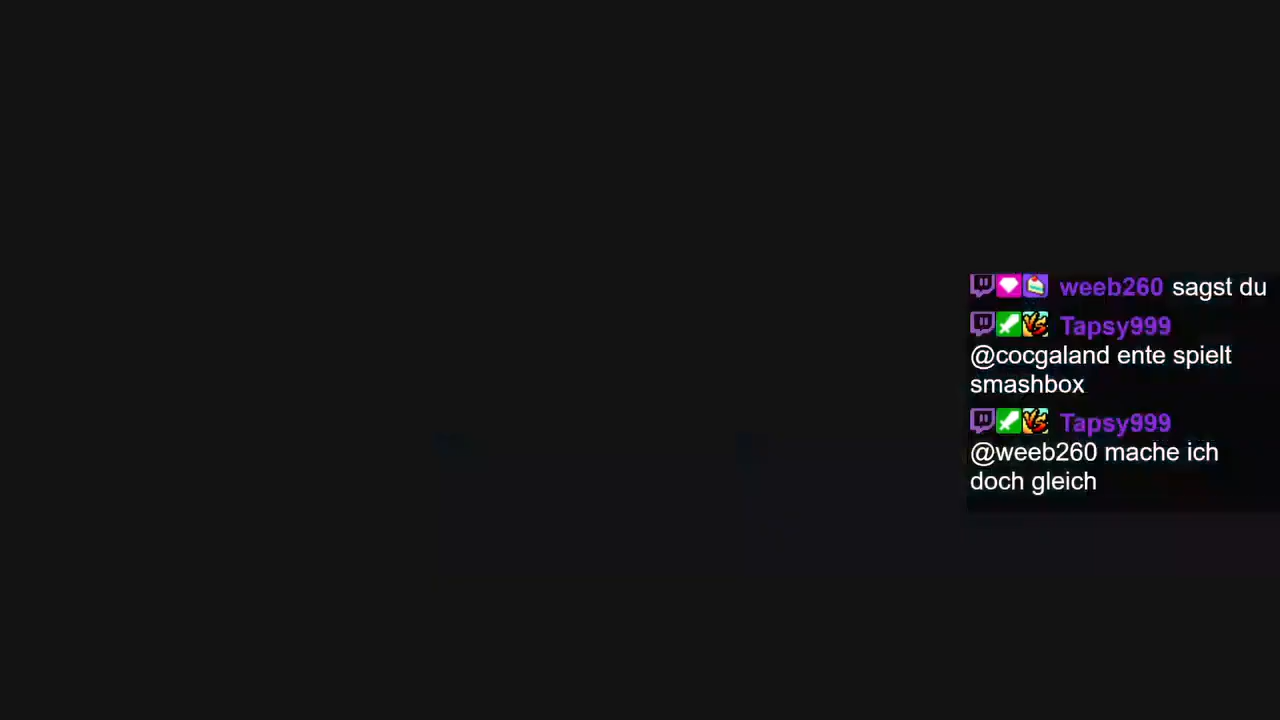 weeb260 sagst du
Tapsy999
@cocgaland ente spielt
smashbox
Tapsy999
@weeb260 mache ich
doch gleich